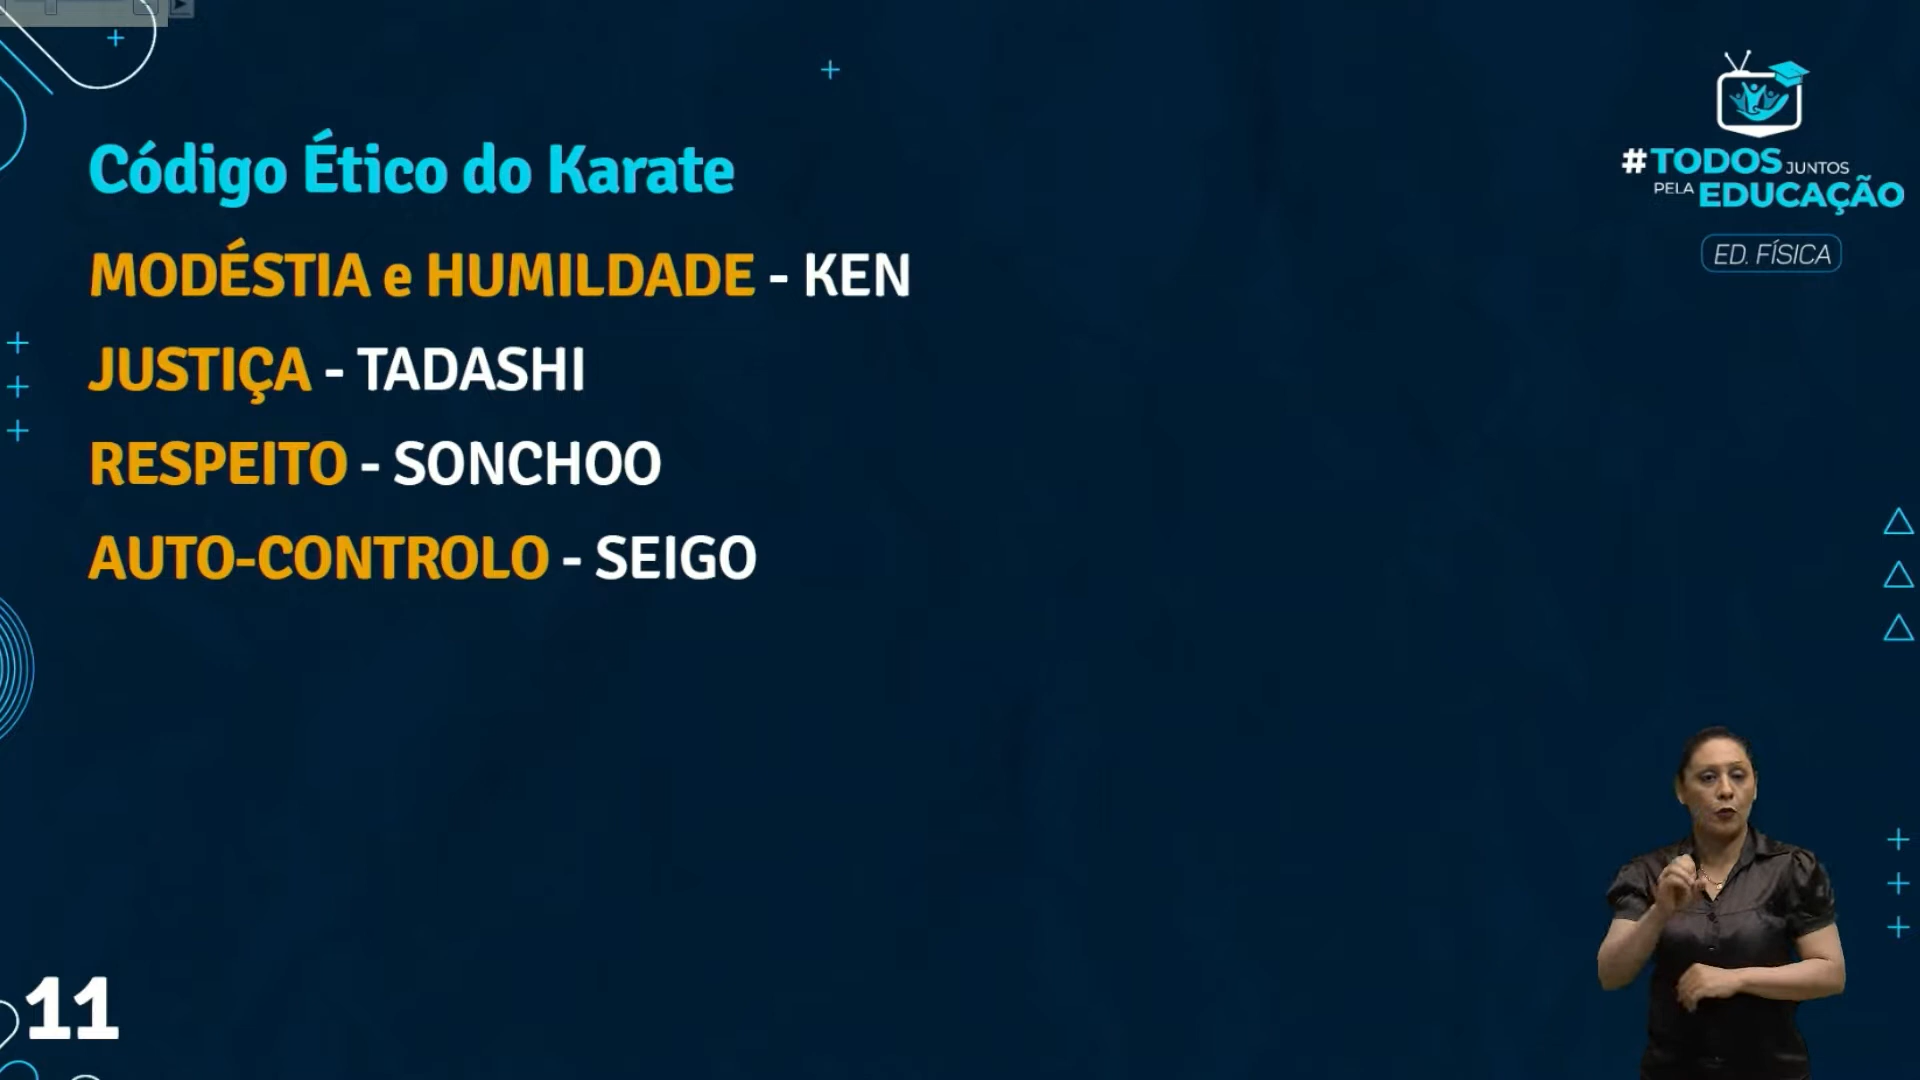 Código Ético do Karate
MODÉSTIA e HUMILDADE - KEN
JUSTIÇA - TADASHI
RESPEITO - SONCHOO
AUTO-CONTROLO - SEIGO
#TODOS JUNTOS
PELA EDUCAÇÃO
ED. FÍSICA
11